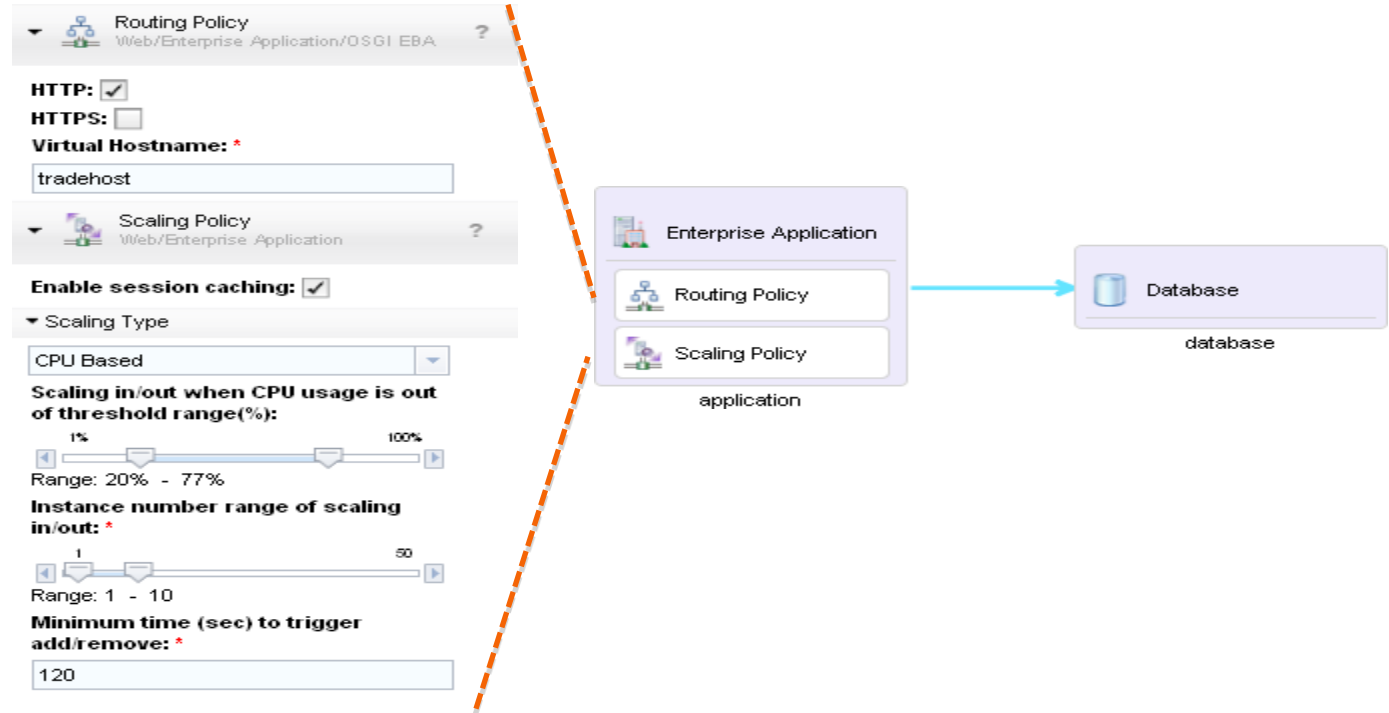 Routing Policy
Web/Enterprise Application/OSGI EBA
?
HTTP:
HTTPS:
Virtual Hostname: *
tradehost
Scaling Policy
Web/Enterprise Application
?
Enable session caching:
Scaling Type
CPU Based
Scaling in/out when CPU usage is out
of threshold range(%):
1% 100%
Range: 20% - 77%
Instance number range of scaling
in/out: *
1 50
Range: 1 - 10
Minimum time (sec) to trigger
add/remove: *
120
Enterprise Application
Routing Policy
Scaling Policy
application
Database
database